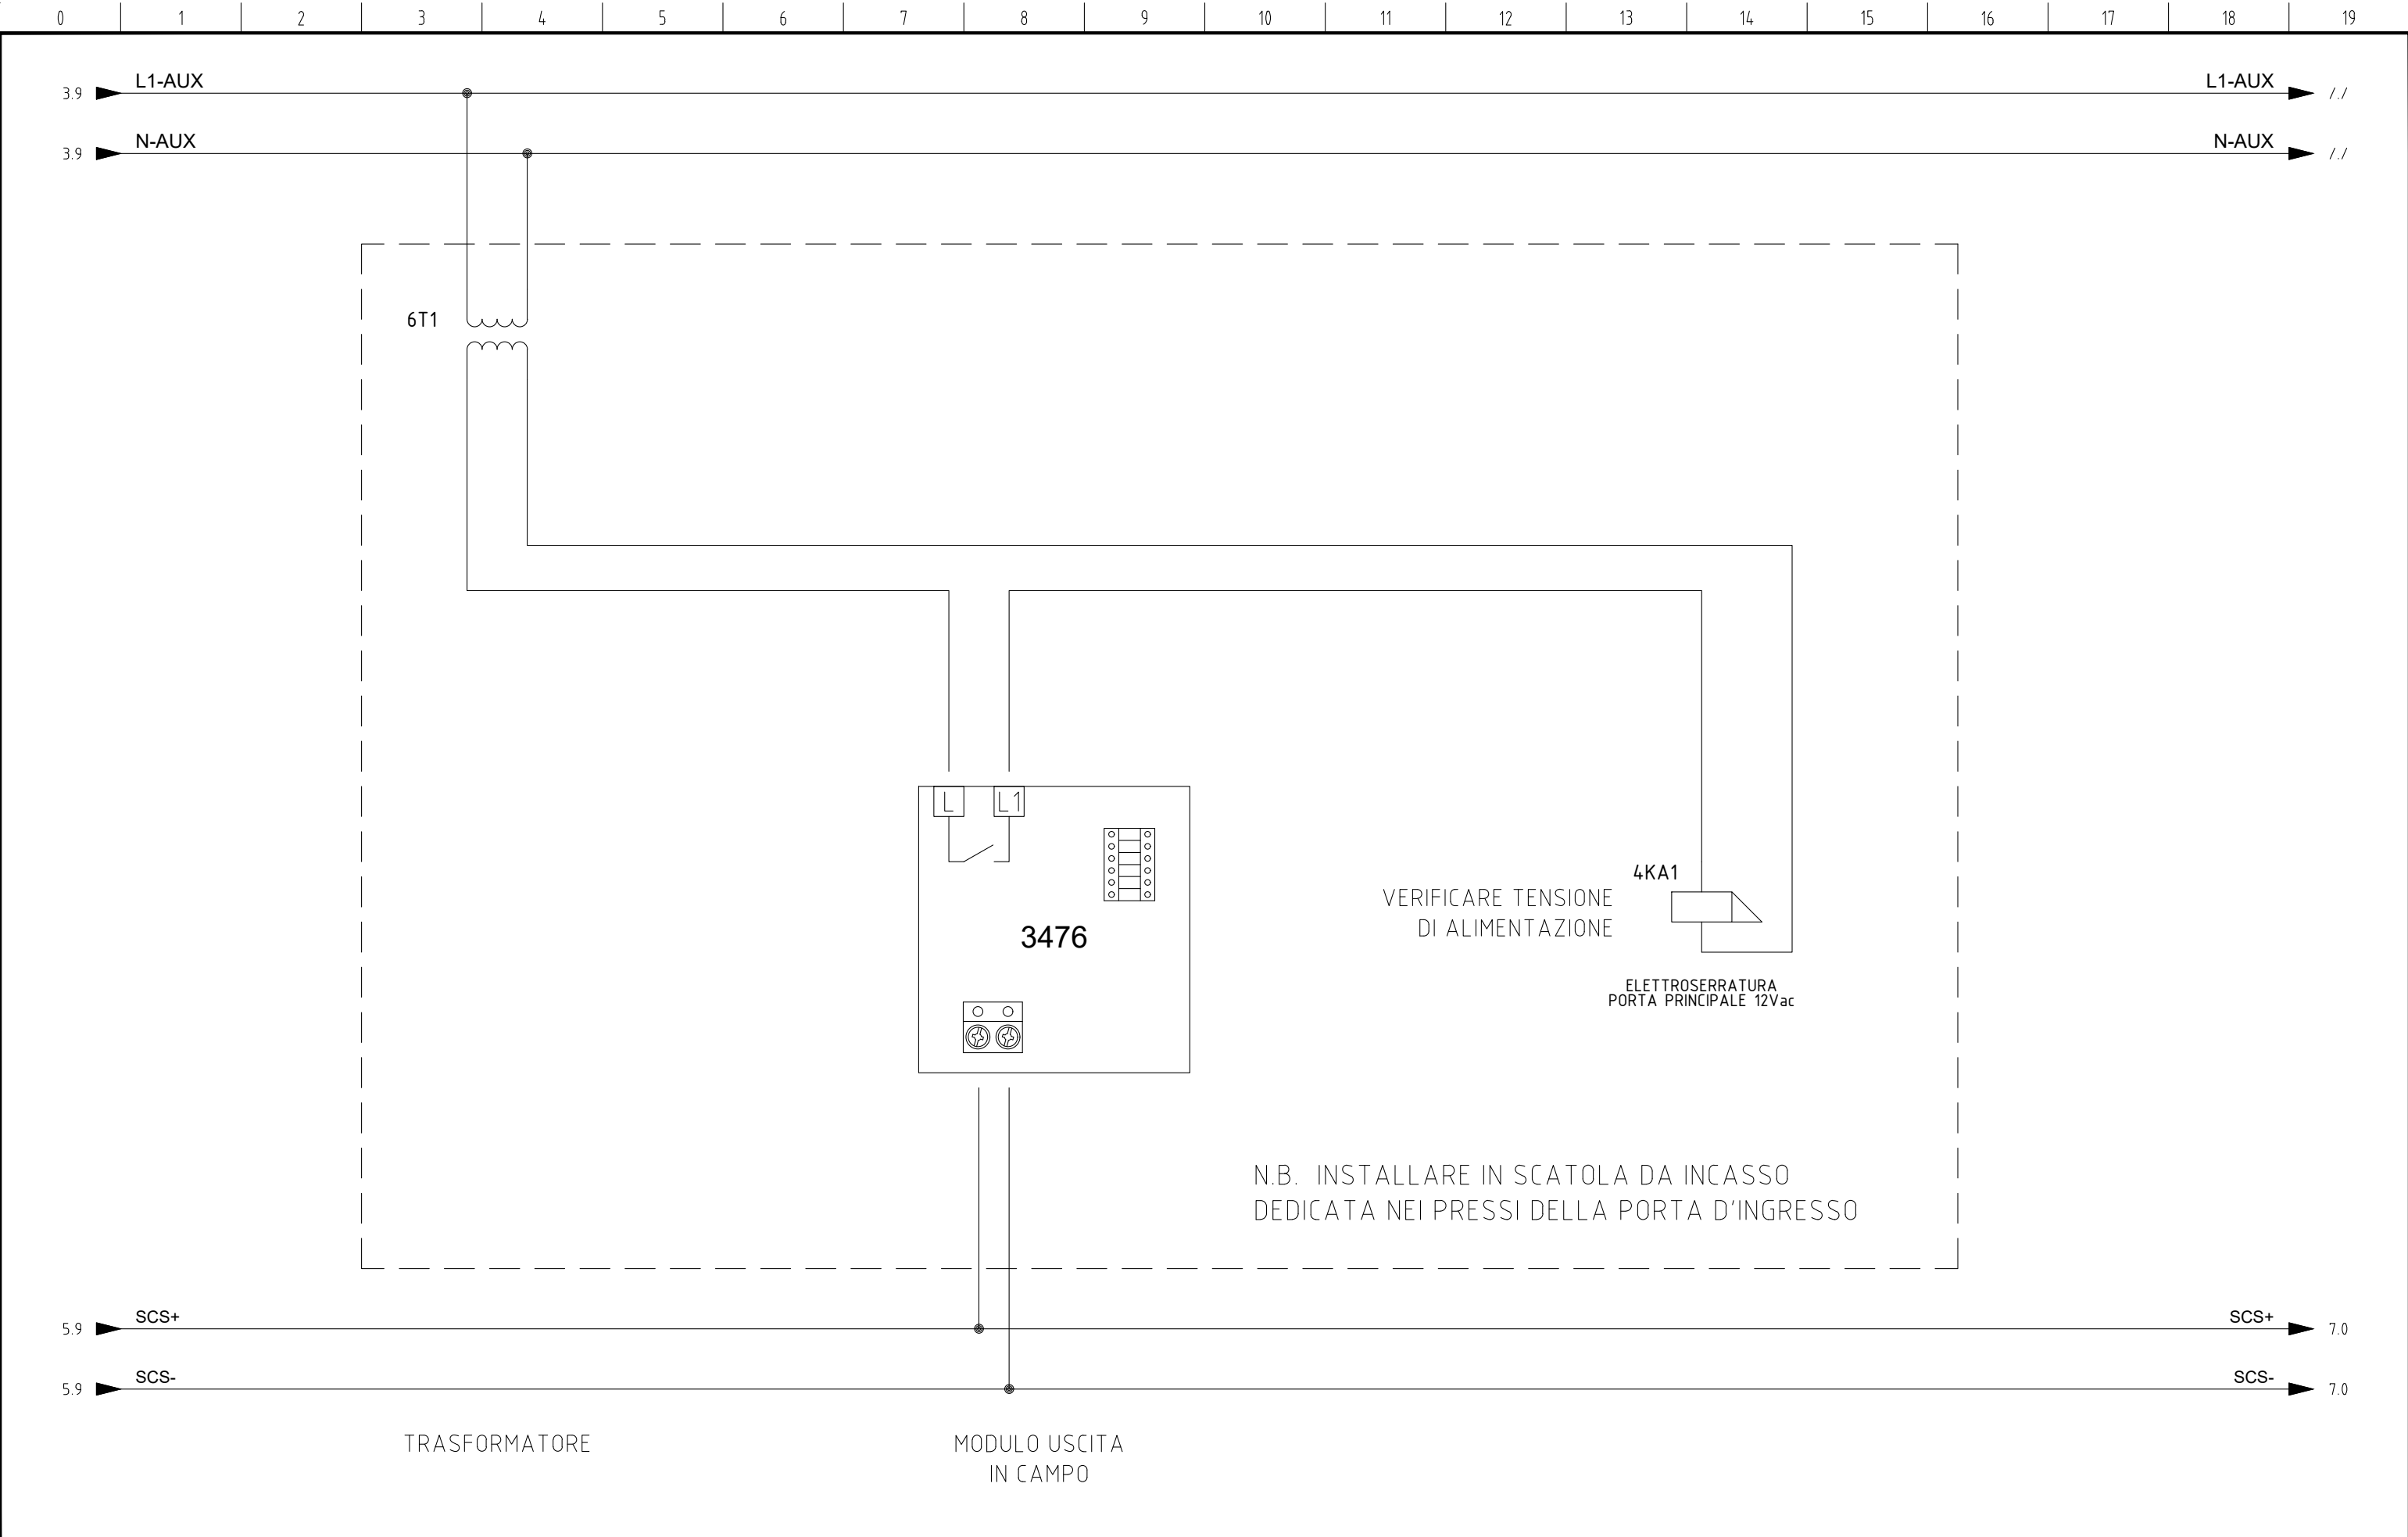 0 1 2 3 4 5 6 7 8 9 10 11 12 13 14 15 16 17 18 19
3.9 L1-AUX L1-AUX /./
3.9 N-AUX N-AUX /./
6T1
L L1
4KA1
VERIFICARE TENSIONE
DI ALIMENTAZIONE
3476
ELETTROSERRATURA
PORTA PRINCIPALE 12Vac
N.B. INSTALLARE IN SCATOLA DA INCASSO
DEDICATA NEI PRESSI DELLA PORTA D'INGRESSO
5.9 SCS+ SCS+ 7.0
5.9 SCS- SCS- 7.0
TRASFORMATORE
MODULO USCITA
IN CAMPO